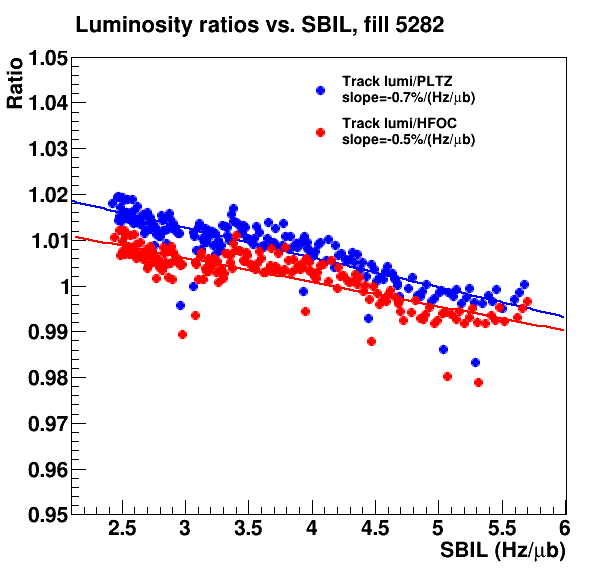 Luminosity ratios vs. SBIL, fill 5282
Ratio
1.05
1.04
1.03
1.02
1.01
1
0.99
0.98
0.97
0.96
0.95
Track lumi/PLTZ
slope=-0.7%/(Hz/μb)
Track lumi/HFOC
slope=-0.5%/(Hz/μb)
2.5 3 3.5 4 4.5 5 5.5 6
SBIL (Hz/μb)